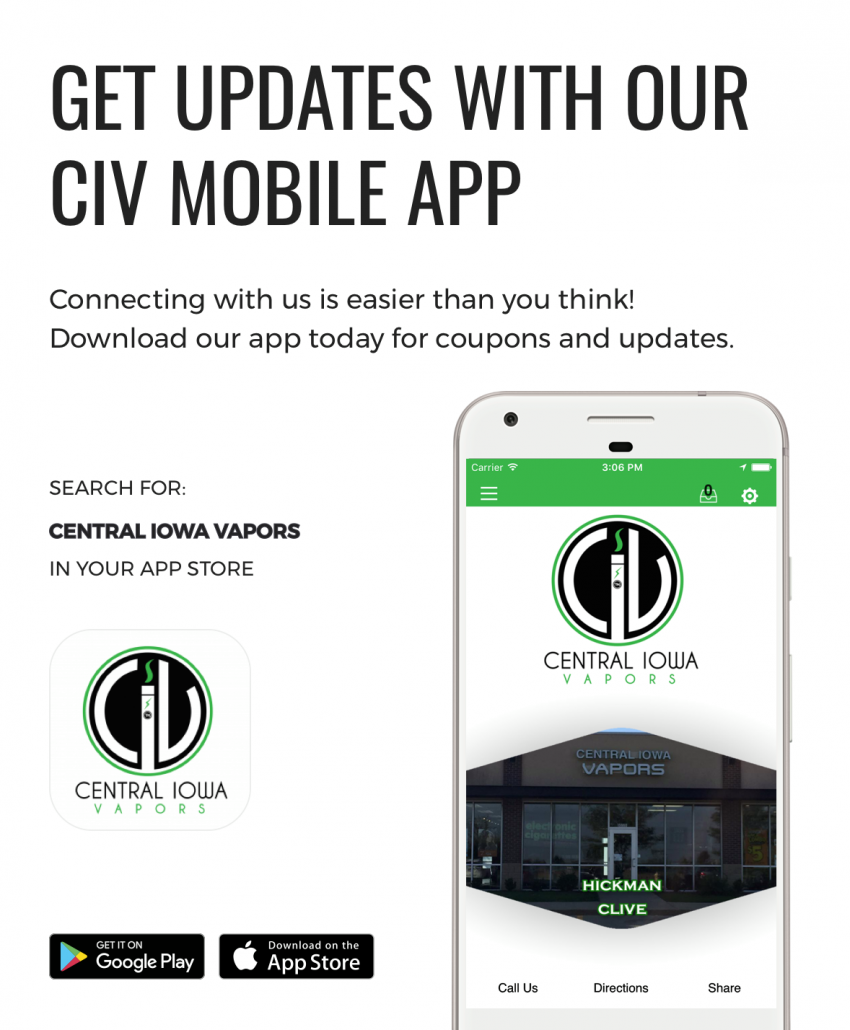 GET UPDATES WITH OUR
CIV MOBILE APP
Connecting with us is easier than you think!
Download our app today for coupons and updates.
SEARCH FOR:
CENTRAL IOWA VAPORS
IN YOUR APP STORE
CIV
CENTRAL IOWA
VAPORS
GET IT ON
Google Play
Download on the
App Store
Carrier
3:06 PM
0
CIV
CENTRAL IOWA
VAPORS
CENTRAL IOWA
VAPORS
electronic
cigarettes
5
HICKMAN
CLIVE
Call Us
Directions
Share